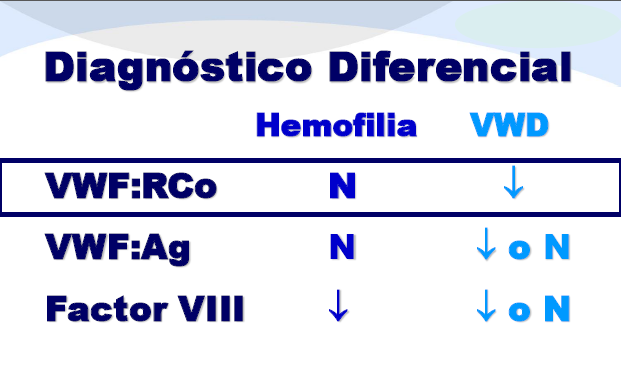 Diagnóstico Diferencial
Hemofilia VWD
VWF:RCo N ↓
VWF:Ag N ↓ o N
Factor VIII ↓ ↓ o N